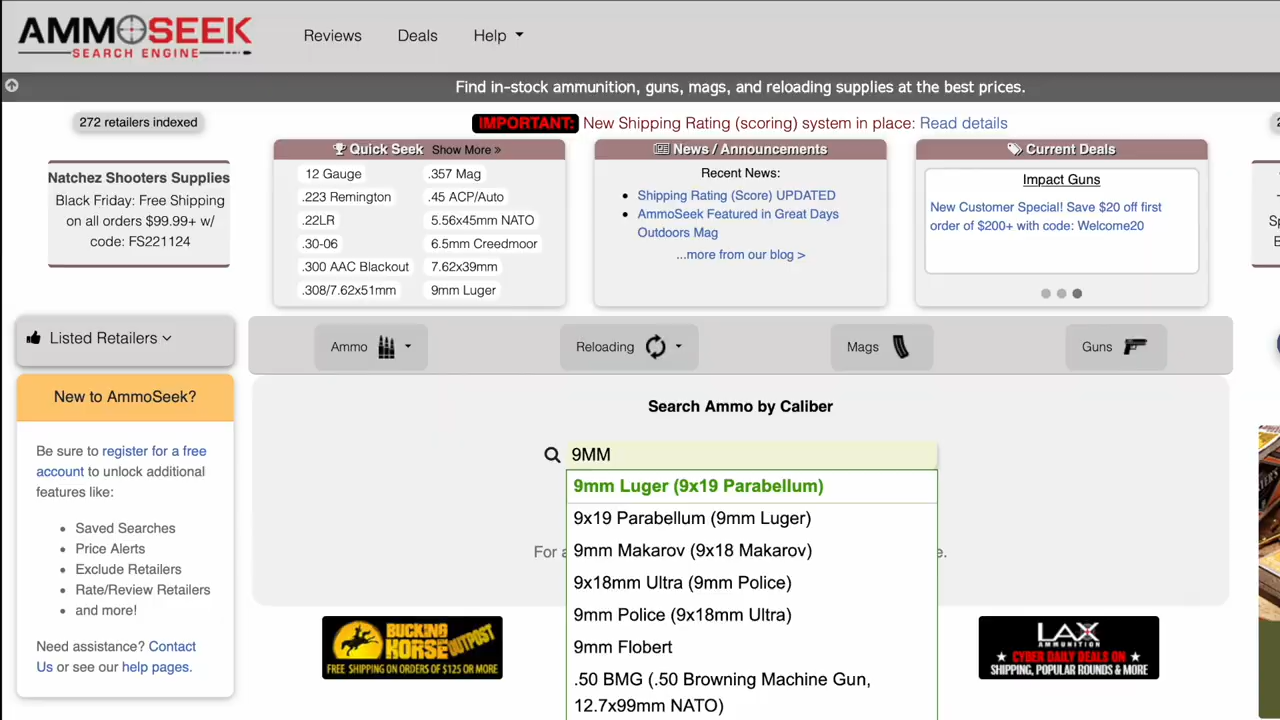 AMMOSEEK
SEARCH ENGINE
Reviews
Deals
Help
Find in-stock ammunition, guns, mags, and reloading supplies at the best prices.
272 retailers indexed
IMPORTANT: New Shipping Rating (scoring) system in place: Read details
Natchez Shooters Supplies
Black Friday: Free Shipping
on all orders $99.99+ w/
code: FS221124
Quick Seek Show More »
12 Gauge
.357 Mag
.223 Remington
.45 ACP/Auto
.22LR
5.56x45mm NATO
.30-06
6.5mm Creedmoor
.300 AAC Blackout
7.62x39mm
.308/7.62x51mm
9mm Luger
News / Announcements
Recent News:
• Shipping Rating (Score) UPDATED
• AmmoSeek Featured in Great Days
Outdoors Mag
...more from our blog >
Current Deals
Impact Guns
New Customer Special! Save $20 off first
order of $200+ with code: Welcome20
Listed Retailers
Ammo
Reloading
Mags
Guns
New to AmmoSeek?
Be sure to register for a free
account to unlock additional
features like:
• Saved Searches
• Price Alerts
• Exclude Retailers
• Rate/Review Retailers
• and more!
Need assistance? Contact
Us or see our help pages.
Search Ammo by Caliber
9MM
9mm Luger (9x19 Parabellum)
9x19 Parabellum (9mm Luger)
9mm Makarov (9x18 Makarov)
9x18mm Ultra (9mm Police)
9mm Police (9x18mm Ultra)
9mm Flobert
.50 BMG (.50 Browning Machine Gun,
12.7x99mm NATO)
For
BUCKING
HORSE OUTPOST
FREE SHIPPING ON ORDERS OF $125 OR MORE
LAX
AMMUNITION
CYBER DAILY DEALS ON
SHIPPING, POPULAR ROUNDS & MORE